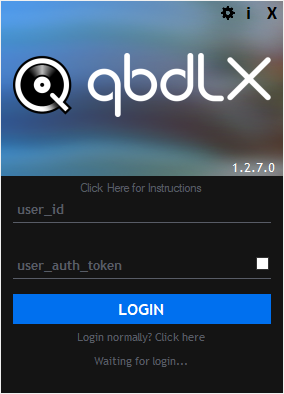 i X
qbdLX
1.2.7.0
Click Here for Instructions
user_id
user_auth_token
LOGIN
Login normally? Click here
Waiting for login...